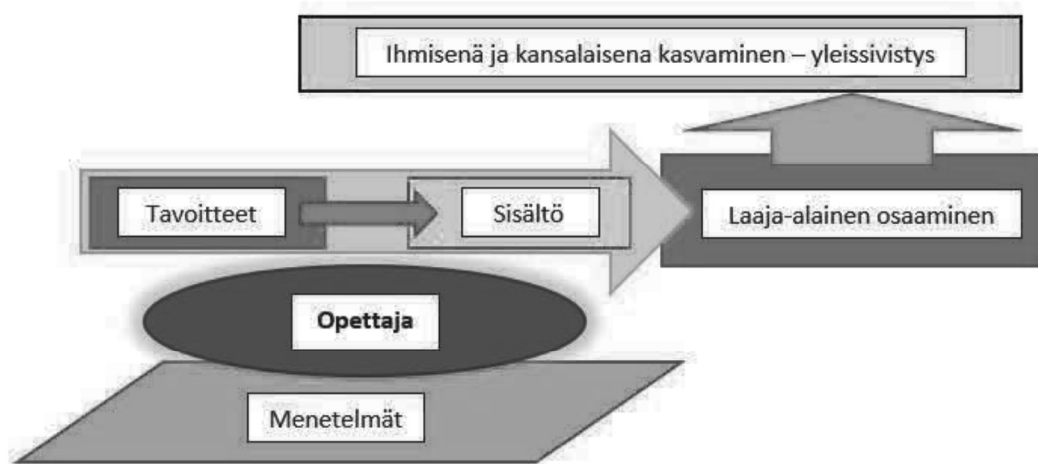 Ihmisenä ja kansalaisena kasvaminen – yleissivistys
Tavoitteet
Sisältö
Laaja-alainen osaaminen
Opettaja
Menetelmät